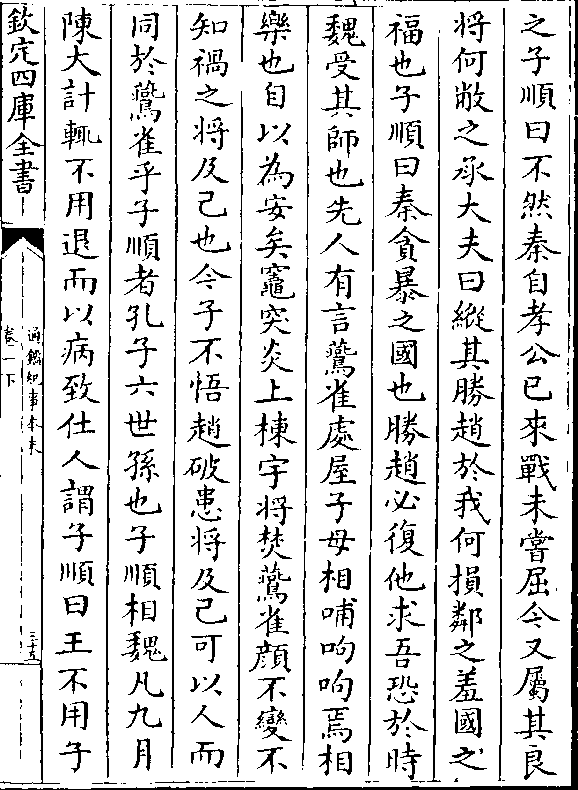 之子順曰不然秦自孝公已來戰未嘗屈今又屬其良
將何敝之承大夫曰縱其勝趙於我何損鄰之羞國之
福也子順曰秦貪暴之國也勝趙必復他求吾恐於時
魏受其師也先人有言鷰雀處屋子母相哺呴呴焉相
樂也自以為安矣竈突炎上棟宇將焚鷰雀顔不變不
知禍之將及己也今子不悟趙破患將及己可以人而
同於鷰雀乎子順者孔子六世孫也子順相魏凡九月
陳大計輒不用退而以病致仕人謂子順曰王不用子
欽定四庫全書
通鑑紀事本末
卷一下
三十五